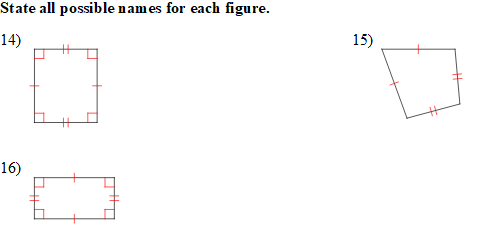 State all possible names for each figure.
14)
15)
16)